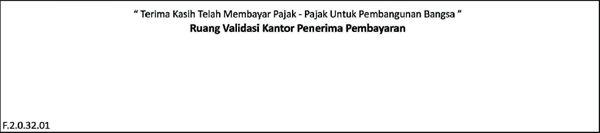 “ Terima Kasih Telah Membayar Pajak - Pajak Untuk Pembangunan Bangsa ”
Ruang Validasi Kantor Penerima Pembayaran
F.2.0.32.01